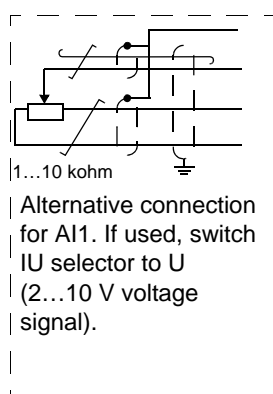 1…10 kohm
Alternative connection
for AI1. If used, switch
IU selector to U
(2…10 V voltage
signal).